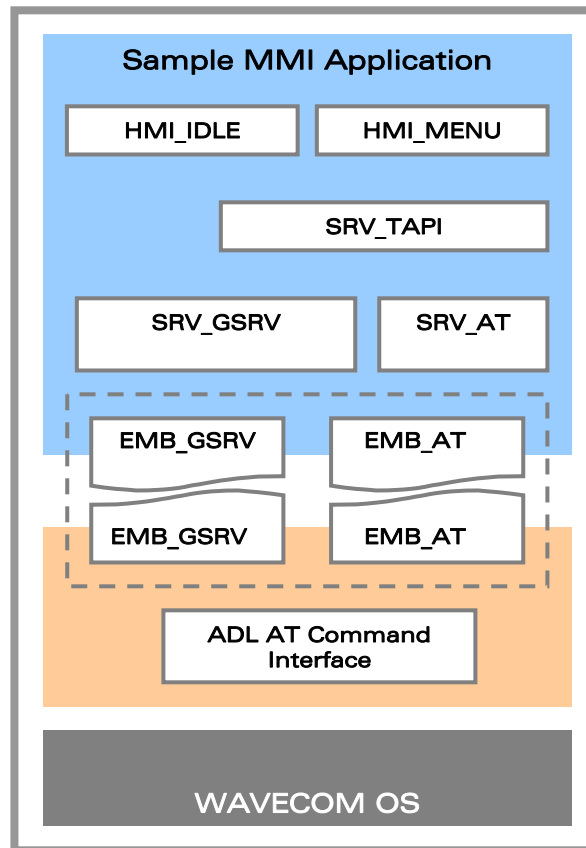 Sample MMI Application
HMI_IDLE
HMI_MENU
SRV_TAPI
SRV_GSRV
SRV_AT
EMB_GSRV
EMB_AT
EMB_GSRV
EMB_AT
ADL AT Command
Interface
WAVECOM OS